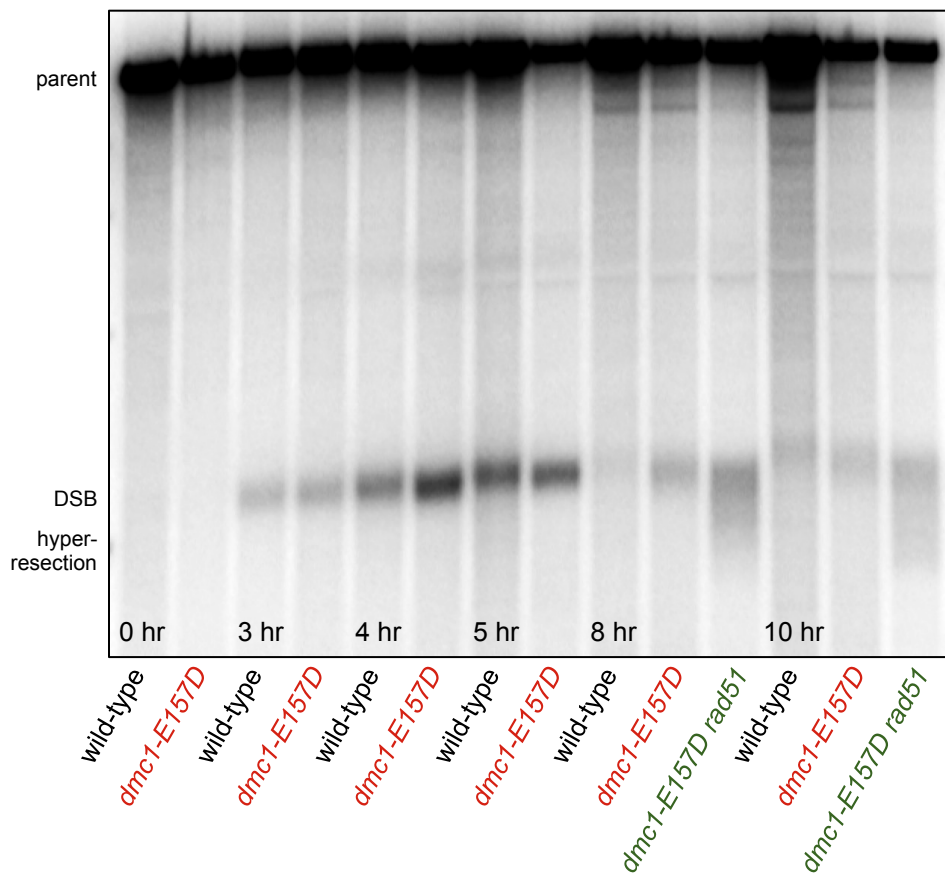 parent
DSB
hyper-
resection
0 hr
3 hr
4 hr
5 hr
8 hr
10 hr
wild-type
dmc1-E157D
wild-type
dmc1-E157D
wild-type
dmc1-E157D
wild-type
dmc1-E157D
wild-type
dmc1-E157D
dmc1-E157D rad51
wild-type
dmc1-E157D
dmc1-E157D rad51